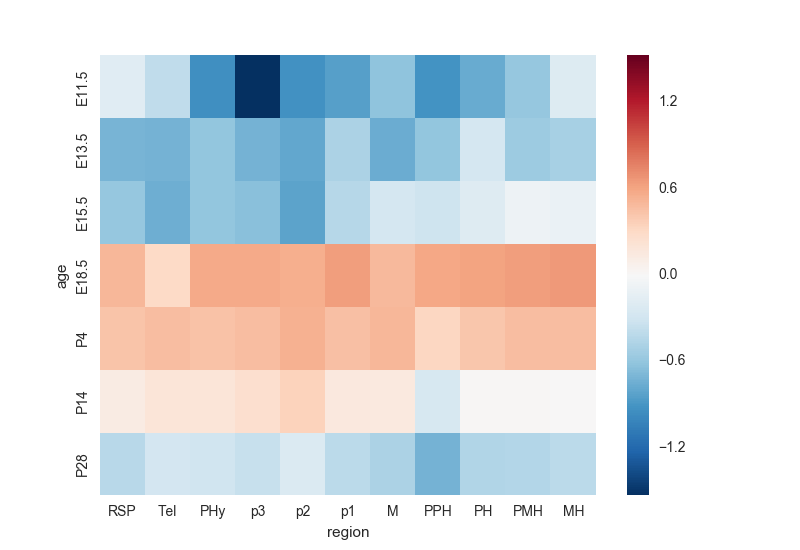 E11.5
E13.5
E15.5
E18.5
P4
P14
P28
age
RSP Tel PHy p3 p2 p1 M PPH PH PMH MH
region
1.2
0.6
0.0
−0.6
−1.2